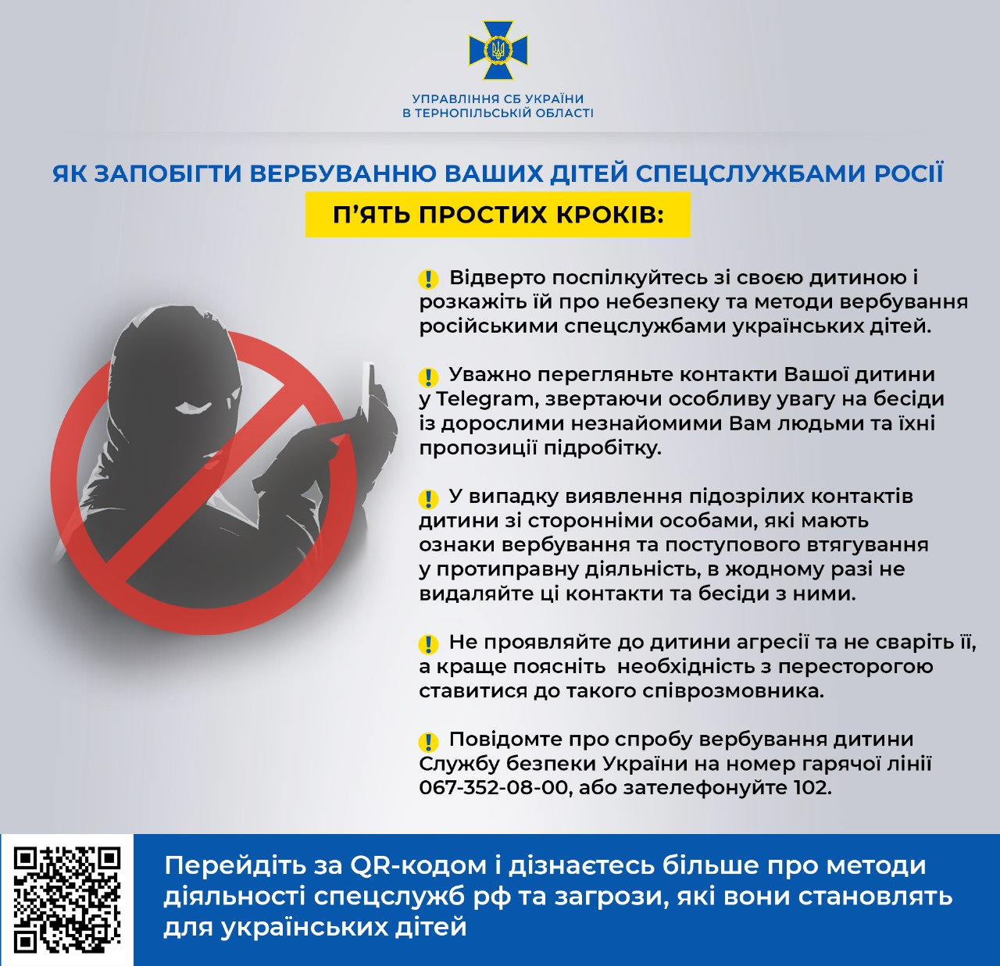 УПРАВЛІННЯ СБ УКРАЇНИ
В ТЕРНОПІЛЬСЬКІЙ ОБЛАСТІ
ЯК ЗАПОБІГТИ ВЕРБУВАННЮ ВАШИХ ДІТЕЙ СПЕЦСЛУЖБАМИ РОСІЇ
П’ЯТЬ ПРОСТИХ КРОКІВ:
! Відверто поспілкуйтесь зі своєю дитиною і
розкажіть їй про небезпеку та методи вербування
російськими спецслужбами українських дітей.
! Уважно перегляньте контакти Вашої дитини
у Telegram, звертаючи особливу увагу на бесіди
із дорослими незнайомими Вам людьми та їхні
пропозиції підробітку.
! У випадку виявлення підозрілих контактів
дитини зі сторонніми особами, які мають
ознаки вербування та поступового втягування
у протиправну діяльність, в жодному разі не
видаляйте ці контакти та бесіди з ними.
! Не проявляйте до дитини агресії та не сваріть її,
а краще поясніть необхідність з пересторогою
ставитися до такого співрозмовника.
! Повідомте про спробу вербування дитини
Службу безпеки України на номер гарячої лінії
067-352-08-00, або зателефонуйте 102.
Перейдіть за QR-кодом і дізнаєтесь більше про методи
діяльності спецслужб рф та загрози, які вони становлять
для українських дітей